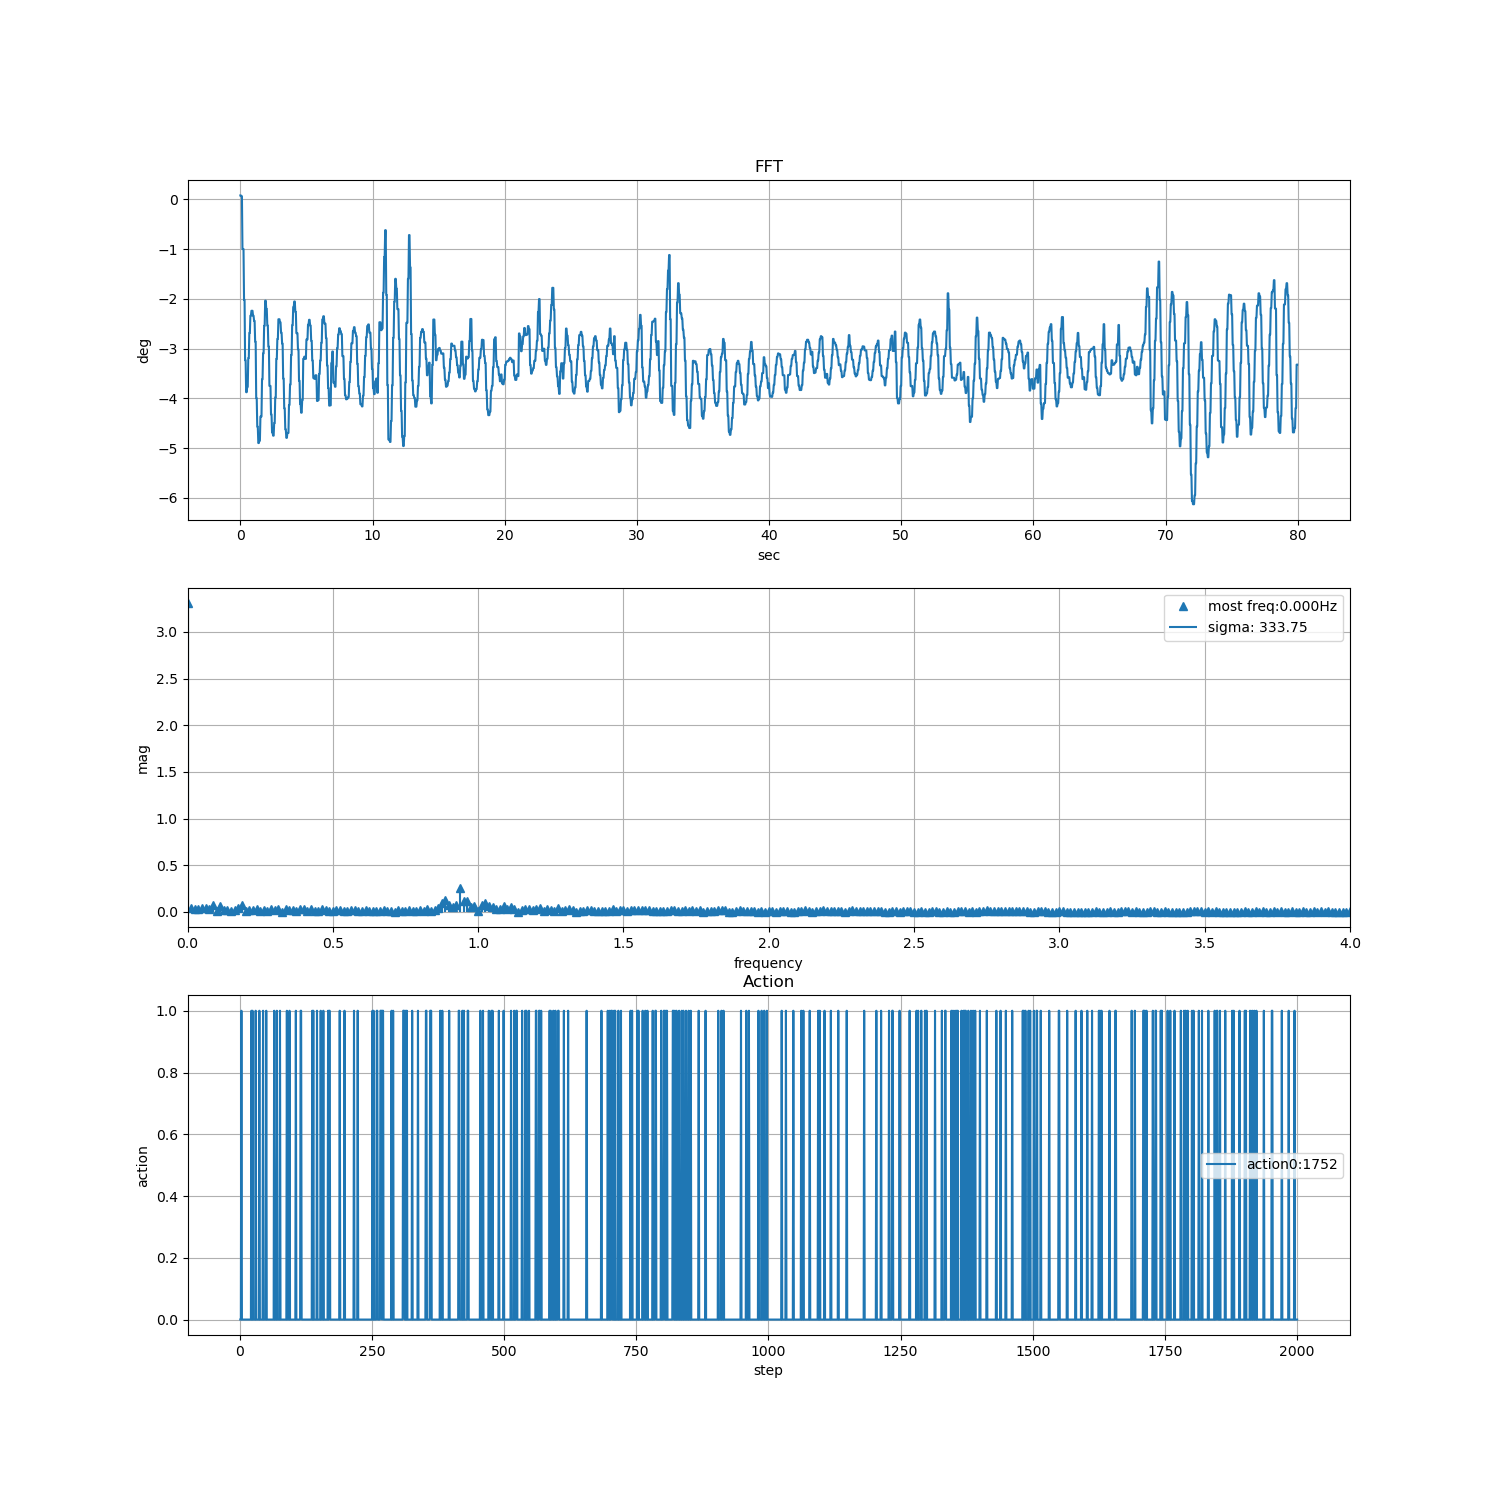 FFT
0
−1
−2
−3
−4
−5
−6
deg
0 10 20 30 40 50 60 70 80
sec
most freq:0.000Hz
sigma: 333.75
3.0
2.5
2.0
1.5
1.0
0.5
0.0
mag
0.0 0.5 1.0 1.5 2.0 2.5 3.0 3.5 4.0
frequency
Action
1.0
0.8
0.6
0.4
0.2
0.0
action
action0:1752
0 250 500 750 1000 1250 1500 1750 2000
step